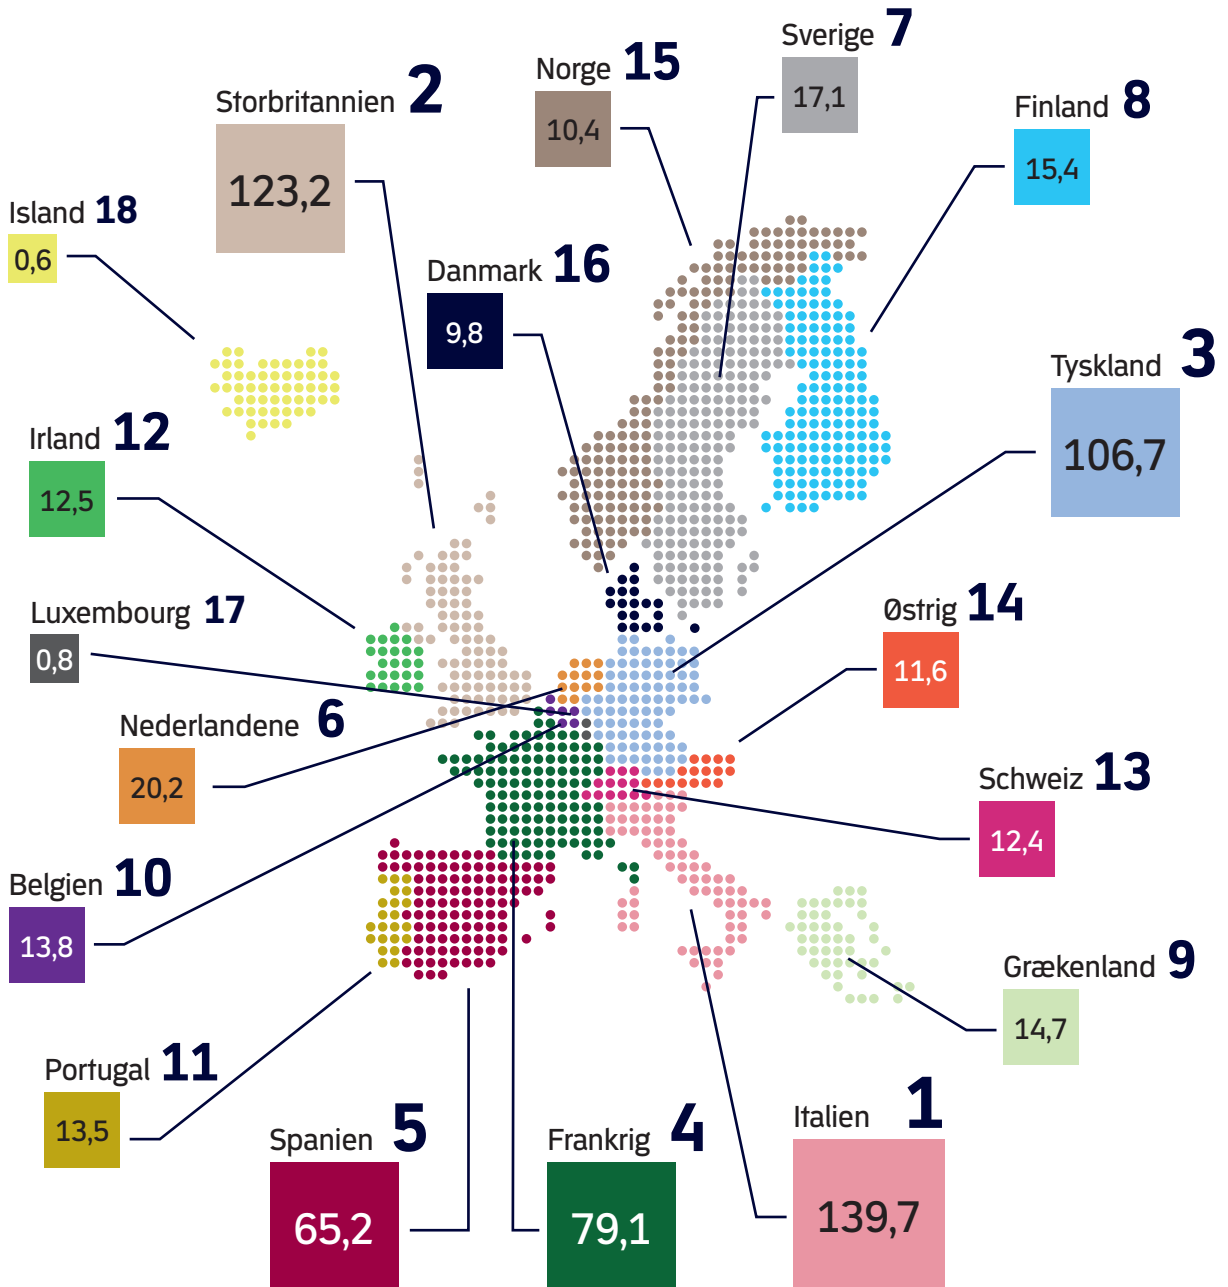 Sverige 7
17,1
Norge 15
10,4
Storbritannien 2
123,2
Finland 8
15,4
Island 18
0,6
Danmark 16
9,8
Tyskland 3
106,7
Irland 12
12,5
Luxembourg 17
0,8
Østrig 14
11,6
Nederlandene 6
20,2
Schweiz 13
12,4
Belgien 10
13,8
Grækenland 9
14,7
Portugal 11
13,5
Spanien 5
65,2
Frankrig 4
79,1
Italien 1
139,7